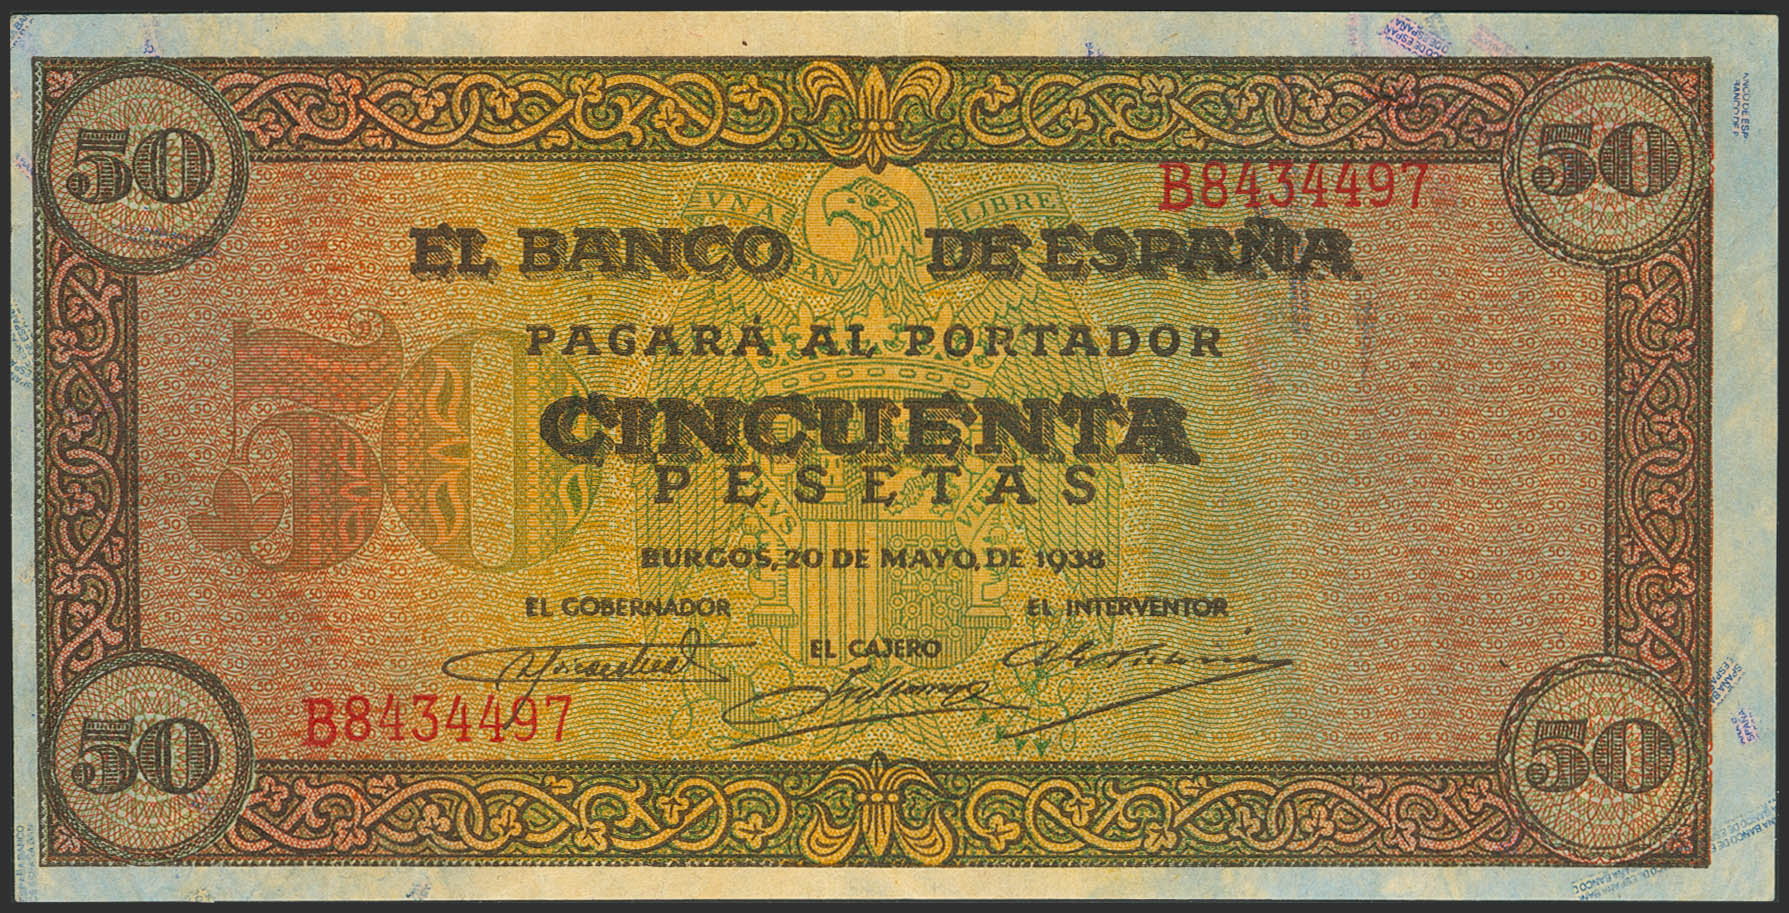 50
50
VNA
LIBRE
B8434497
EL BANCO DE ESPAÑA
PAGARÁ AL PORTADOR
50
CINCUENTA
PESETAS
BURGOS, 20 DE MAYO, DE 1938
EL GOBERNADOR
EL INTERVENTOR
EL CAJERO
B8434497
50
50